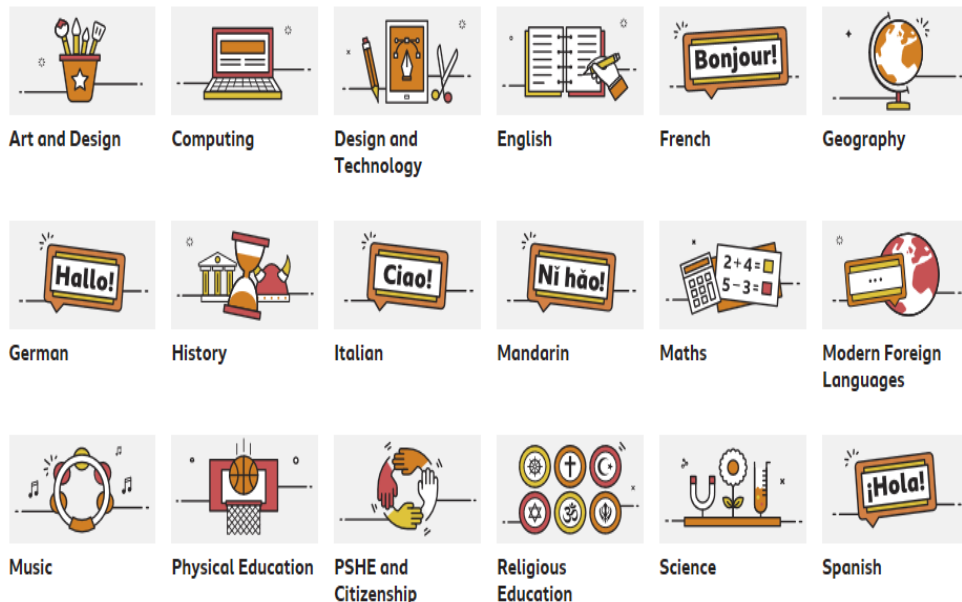 Bonjour!
Art and Design
Computing
Design and
Technology
English
French
Geography
Hallo!
Ciao!
Nǐ hǎo!
2+4=
5-3=
...
German
History
Italian
Mandarin
Maths
Modern Foreign
Languages
¡Hola!
Music
Physical Education
PSHE and
Citizenship
Religious
Education
Science
Spanish